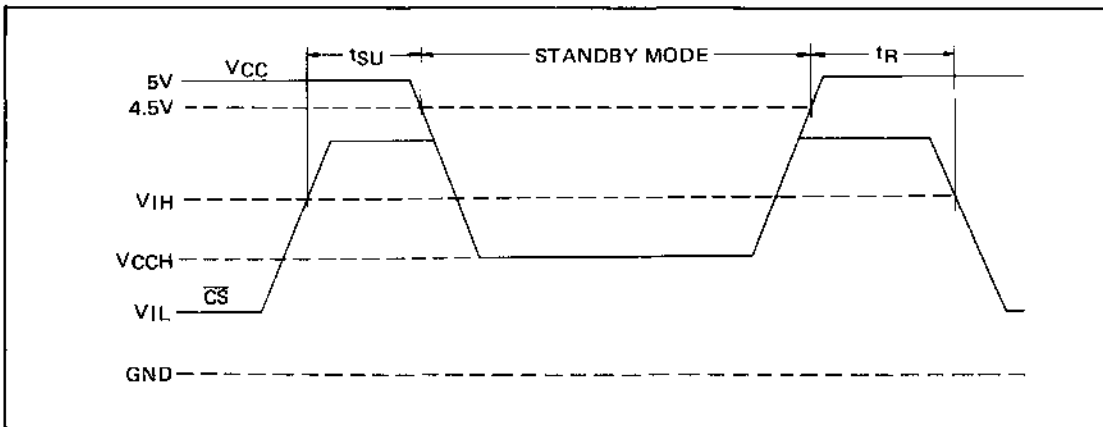 tSU STANDBY MODE tR
VCC
5V
4.5V
VIH
VCCH
CS
VIL
GND